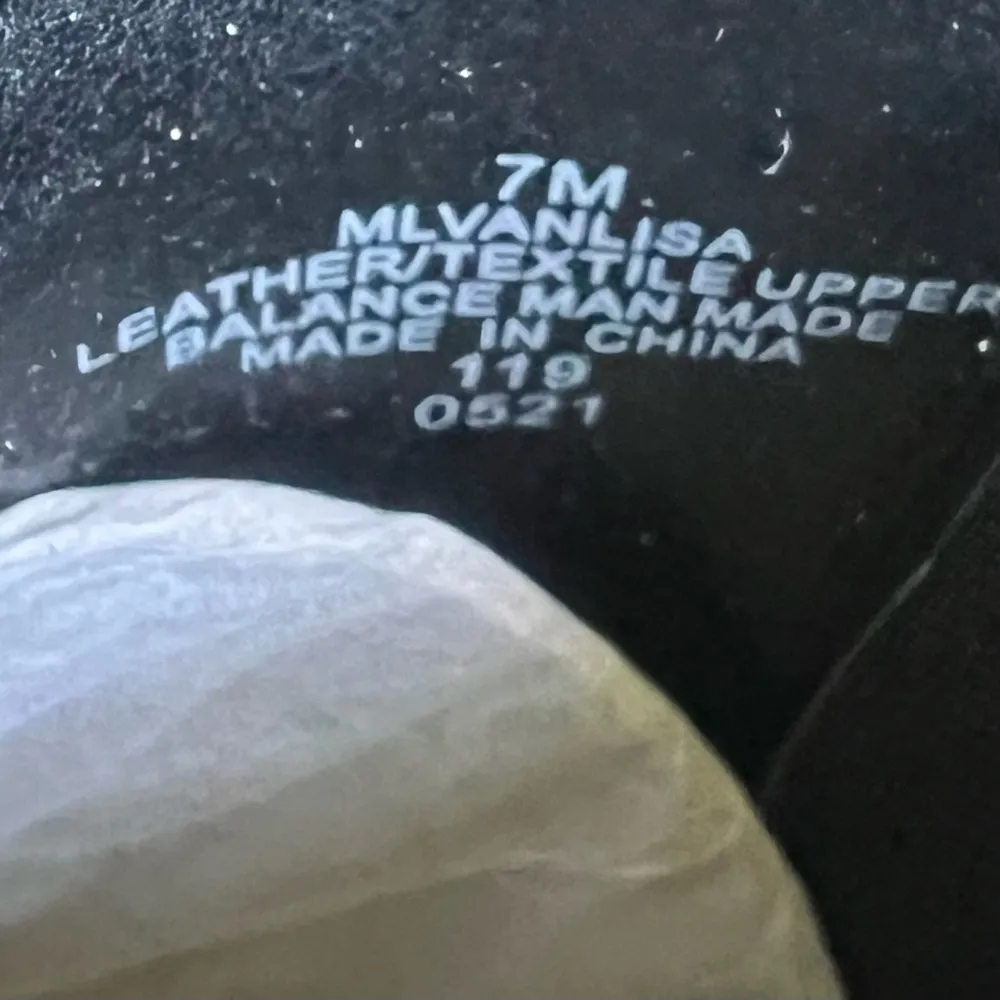 7M
MLVANLISA
LEATHER/TEXTILE UPPER
BALANCE MAN MADE
MADE IN CHINA
119
0521